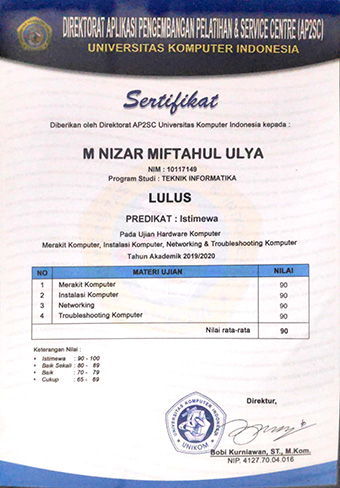 DIREKTORAT APLIKASI PENGEMBANGAN PELATIHAN & SERVICE CENTRE (AP2SC)
UNIVERSITAS KOMPUTER INDONESIA
Sertifikat
Diberikan oleh Direktorat AP2SC Universitas Komputer Indonesia kepada :
M NIZAR MIFTAHUL ULYA
NIM : 10117149
Program Studi : TEKNIK INFORMATIKA
LULUS
PREDIKAT : Istimewa
Pada Ujian Hardware Komputer
Merakit Komputer, Instalasi Komputer, Networking & Troubleshooting Komputer
Tahun Akademik 2019/2020
NO MATERI UJIAN NILAI
1 Merakit Komputer 90
2 Instalasi Komputer 90
3 Networking 90
4 Troubleshooting Komputer 90
Nilai rata-rata 90
Keterangan Nilai :
• Istimewa : 90 - 100
• Baik Sekali : 80 - 89
• Baik : 70 - 79
• Cukup : 65 - 69
Direktur,
UNIVERSITAS KOMPUTER INDONESIA
UNIKOM
Bobi Kurniawan, ST., M.Kom.
NIP. 4127.70.04.016